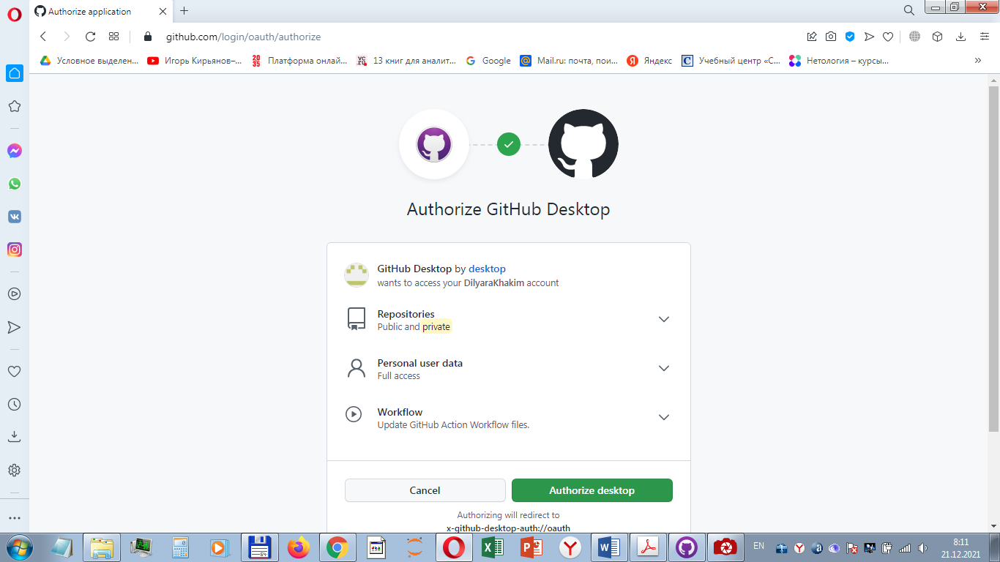 Authorize application
github.com/login/oauth/authorize
Условное выделен...
Игорь Кирьянов–...
20
35
Платформа онлай...
13 книг для аналит...
Google
Mail.ru: почта, пои...
Яндекс
Учебный центр «С...
Нетология – курсы...
Authorize GitHub Desktop
GitHub Desktop by desktop
wants to access your DilyaraKhakim account
Repositories
Public and private
Personal user data
Full access
Workflow
Update GitHub Action Workflow files.
Cancel
Authorize desktop
Authorizing will redirect to
x-github-desktop-auth://oauth
EN
8:11
21.12.2021